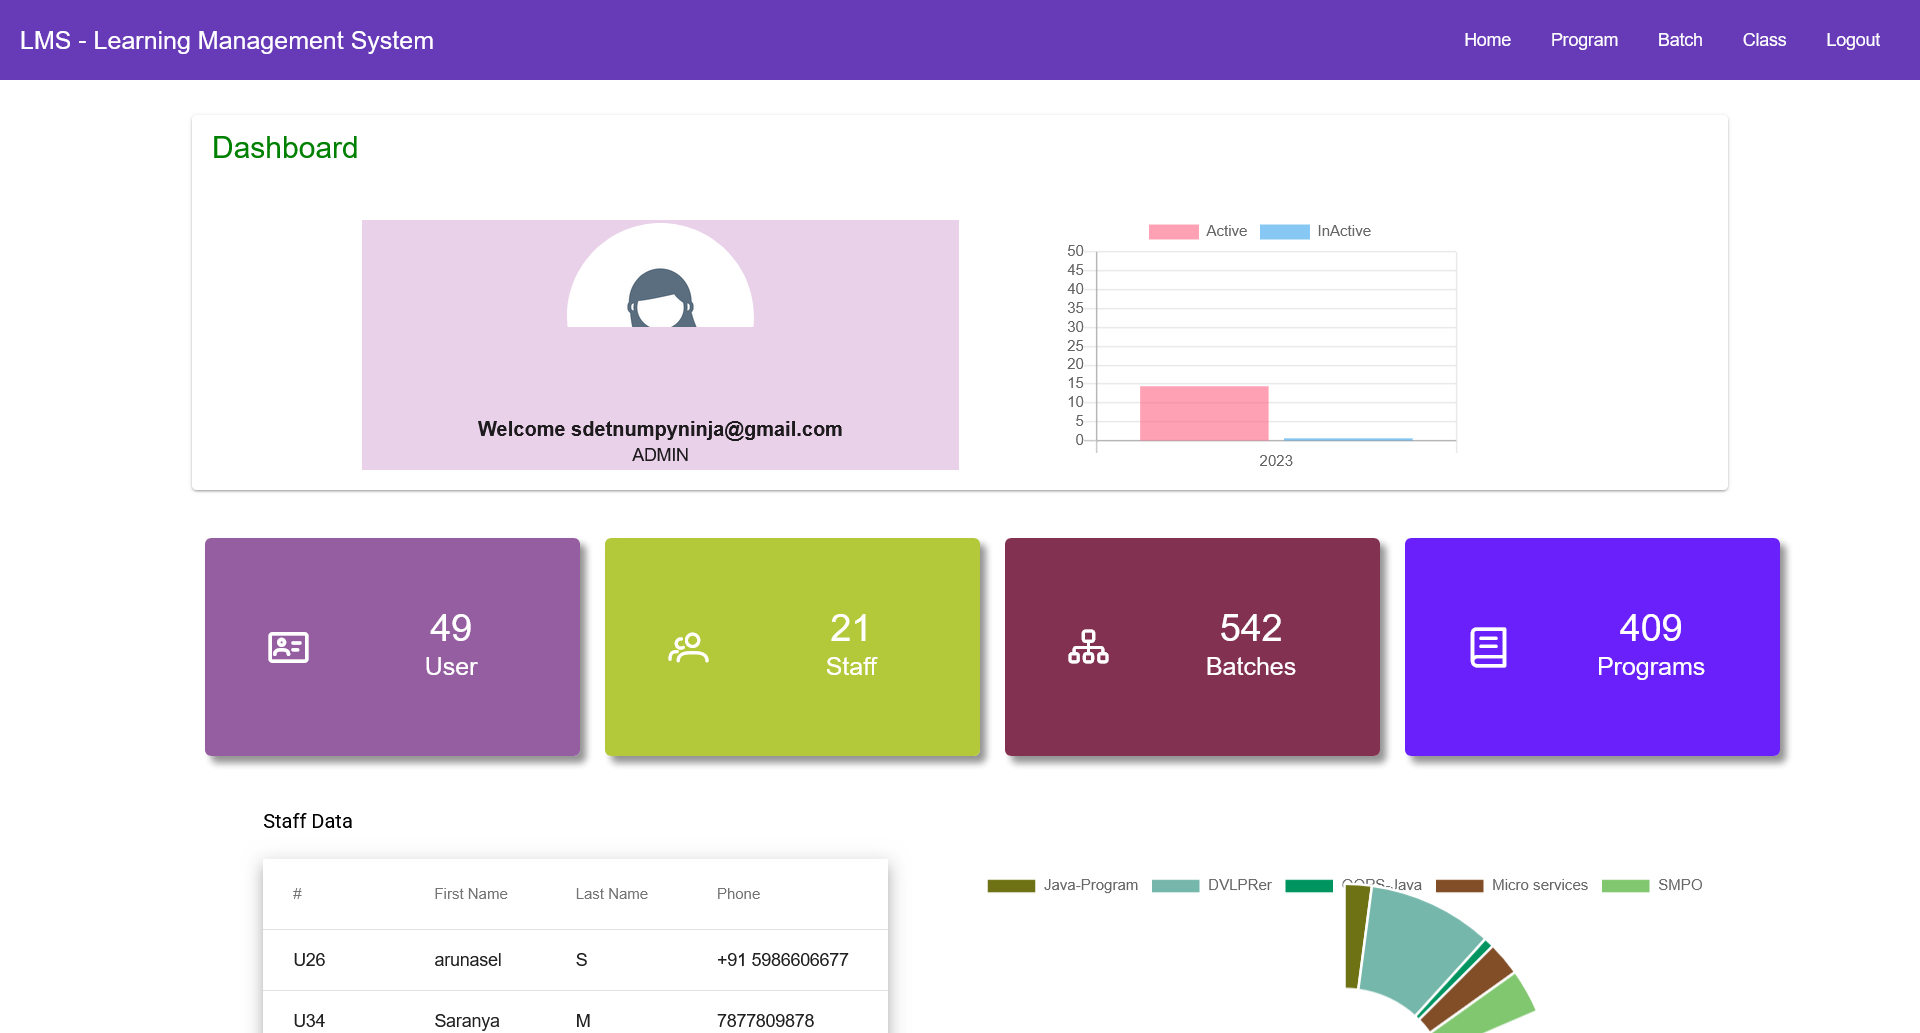 LMS - Learning Management System
Home Program Batch Class Logout
Dashboard
Welcome sdetnumpyninja@gmail.com
ADMIN
Active InActive
50
45
40
35
30
25
20
15
10
5
0
2023
49
User
21
Staff
542
Batches
409
Programs
Staff Data
# First Name Last Name Phone
U26 arunasel S +91 5986606677
U34 Saranya M 7877809878
Java-Program DVLPRer OOPS-Java Micro services SMPO